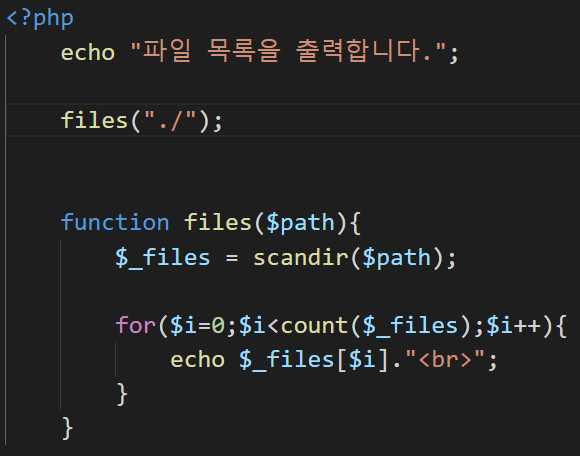 <?php
echo "파일 목록을 출력합니다.";
files("./");
function files($path){
$_files = scandir($path);
for($i=0;$i<count($_files);$i++){
echo $_files[$i]."<br>";
}
}